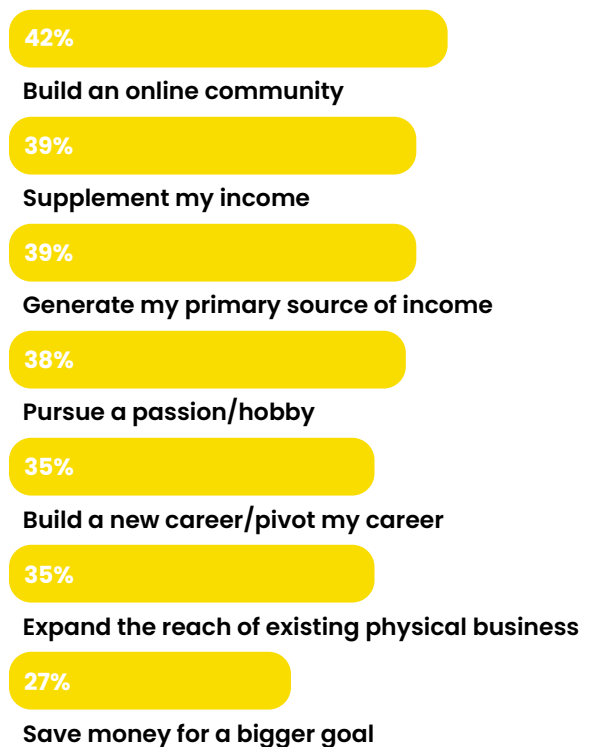 42%
Build an online community
39%
Supplement my income
39%
Generate my primary source of income
38%
Pursue a passion/hobby
35%
Build a new career/pivot my career
35%
Expand the reach of existing physical business
27%
Save money for a bigger goal